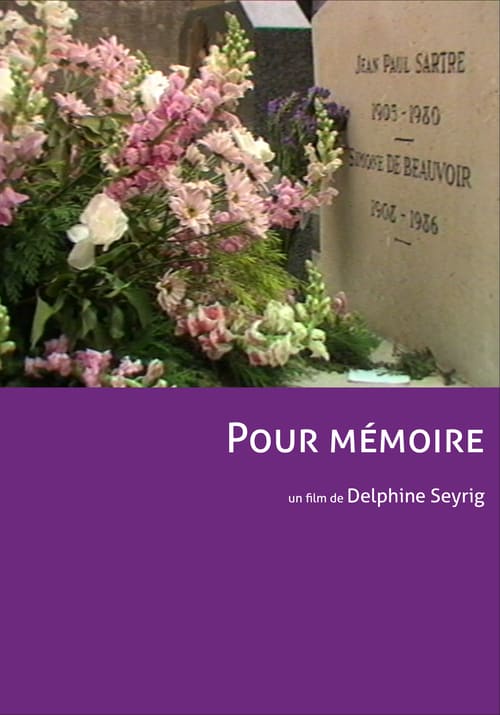 JEAN PAUL SARTRE
1905 - 1980
SIMONE DE BEAUVOIR
1908 - 1986
POUR MÉMOIRE
un film de Delphine Seyrig